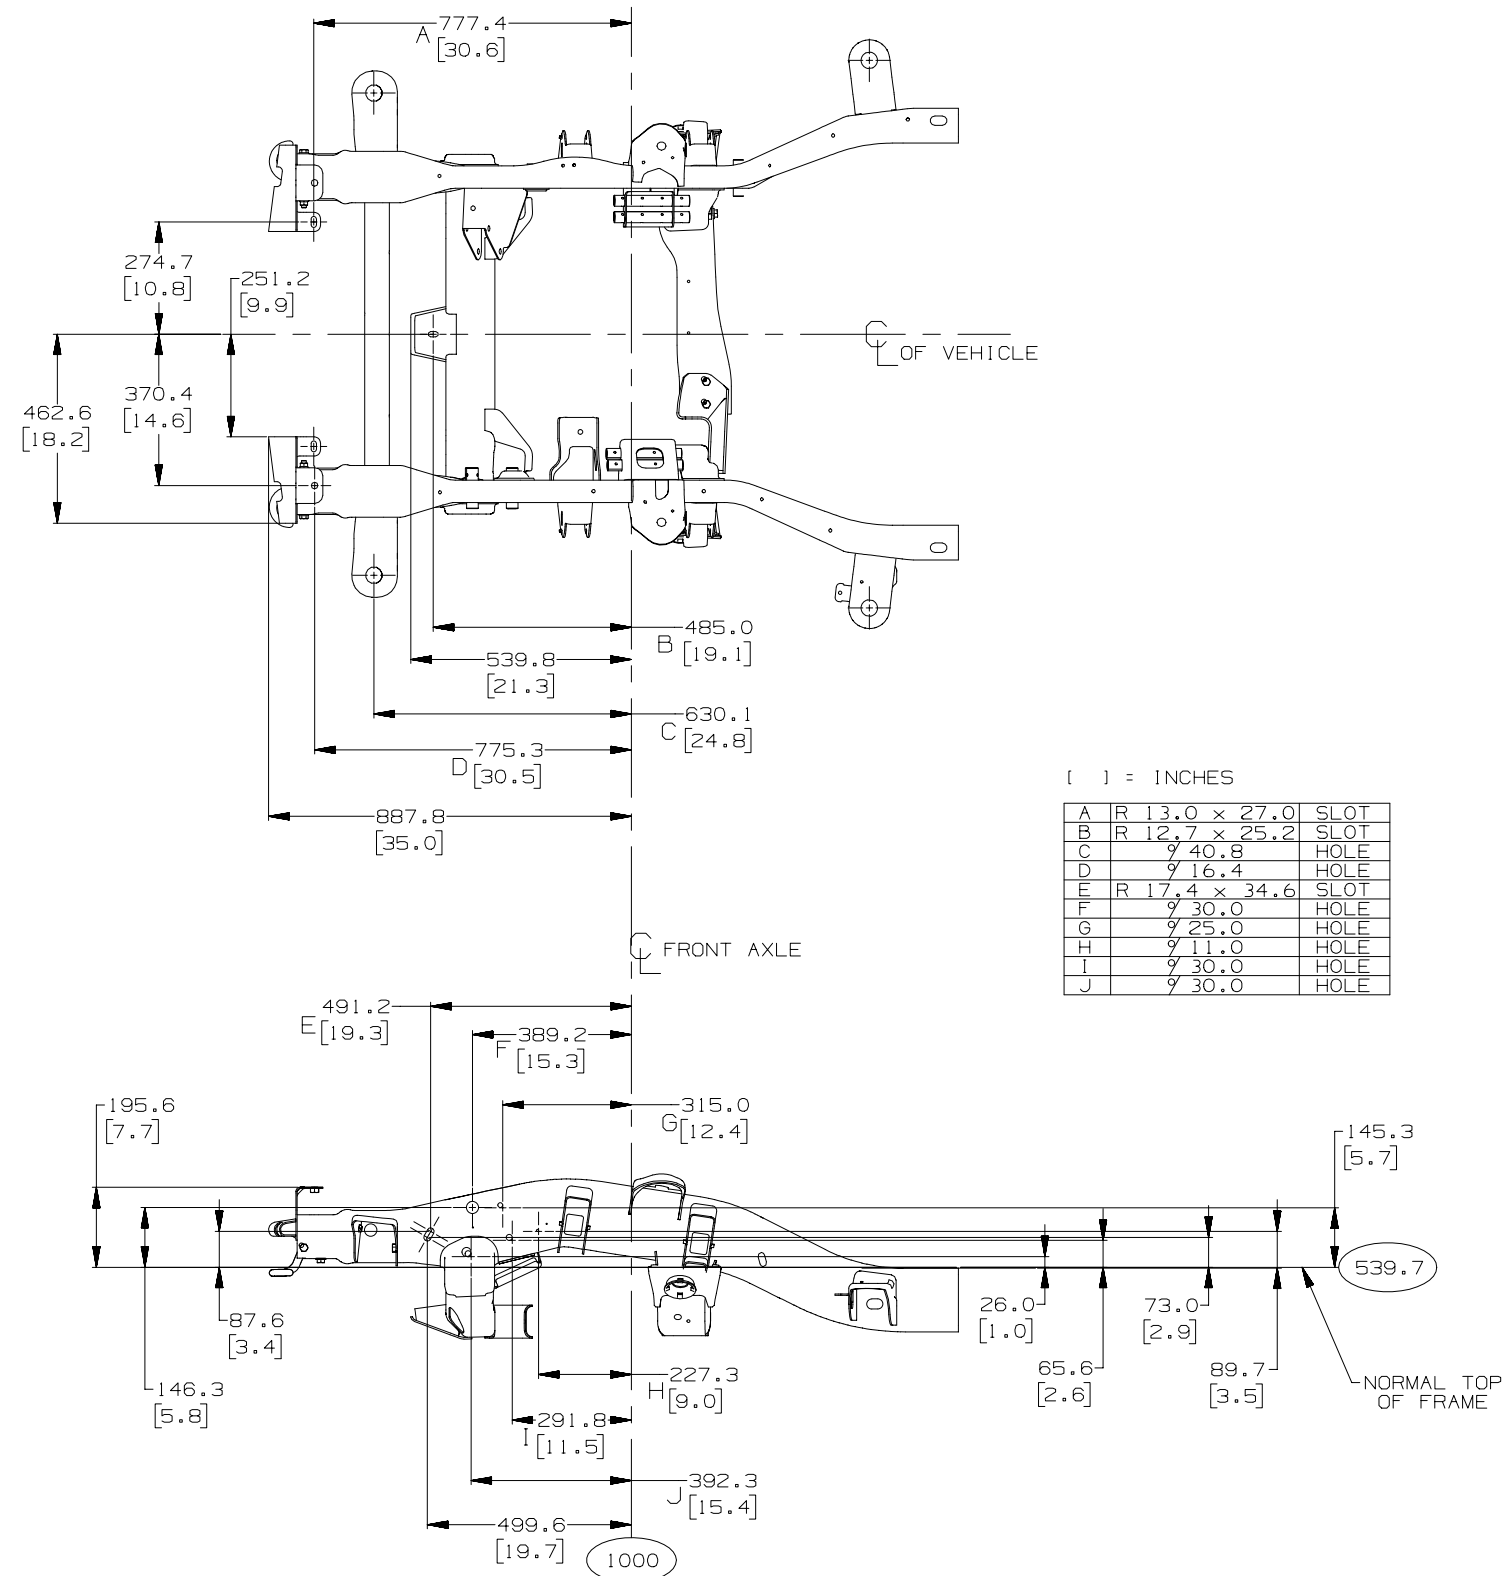 777.4
A [30.6]
274.7
[10.8]
251.2
[9.9]
370.4
[14.6]
462.6
[18.2]
CL OF VEHICLE
485.0
B [19.1]
539.8
[21.3]
630.1
C [24.8]
775.3
D [30.5]
887.8
[35.0]
[ ] = INCHES
A R 13.0 x 27.0 SLOT
B R 12.7 x 25.2 SLOT
C ⌀ 40.8 HOLE
D ⌀ 16.4 HOLE
E R 17.4 x 34.6 SLOT
F ⌀ 30.0 HOLE
G ⌀ 25.0 HOLE
H ⌀ 11.0 HOLE
I ⌀ 30.0 HOLE
J ⌀ 30.0 HOLE
CL FRONT AXLE
491.2
E [19.3]
389.2
F [15.3]
315.0
G [12.4]
195.6
[7.7]
145.3
[5.7]
539.7
87.6
[3.4]
146.3
[5.8]
26.0
[1.0]
73.0
[2.9]
65.6
[2.6]
89.7
[3.5]
NORMAL TOP
OF FRAME
227.3
H [9.0]
291.8
I [11.5]
392.3
J [15.4]
499.6
[19.7]
1000